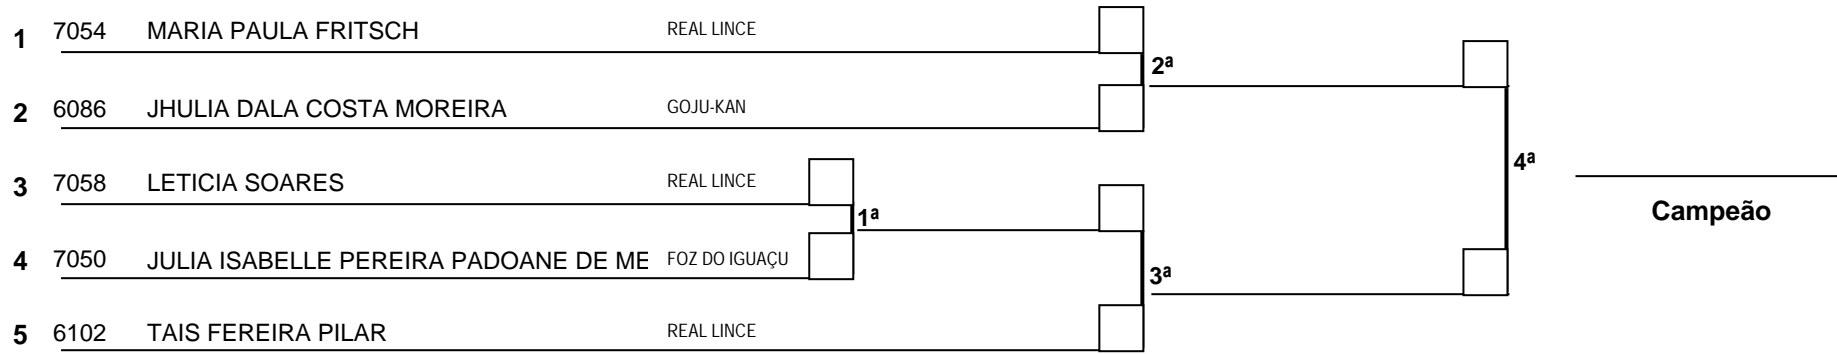 1 7054 MARIA PAULA FRITSCH REAL LINCE
2ª
2 6086 JHULIA DALA COSTA MOREIRA GOJU-KAN
3 7058 LETICIA SOARES REAL LINCE
4ª
1ª
Campeão
4 7050 JULIA ISABELLE PEREIRA PADOANE DE ME FOZ DO IGUAÇU
3ª
5 6102 TAIS FEREIRA PILAR REAL LINCE